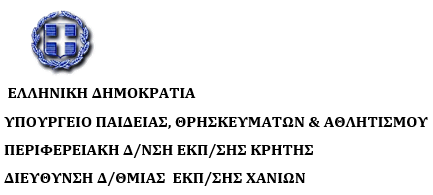 ΕΛΛΗΝΙΚΗ ΔΗΜΟΚΡΑΤΙΑ
ΥΠΟΥΡΓΕΙΟ ΠΑΙΔΕΙΑΣ, ΘΡΗΣΚΕΥΜΑΤΩΝ & ΑΘΛΗΤΙΣΜΟΥ
ΠΕΡΙΦΕΡΕΙΑΚΗ Δ/ΝΣΗ ΕΚΠ/ΣΗΣ ΚΡΗΤΗΣ
ΔΙΕΥΘΥΝΣΗ Δ/ΘΜΙΑΣ ΕΚΠ/ΣΗΣ ΧΑΝΙΩΝ